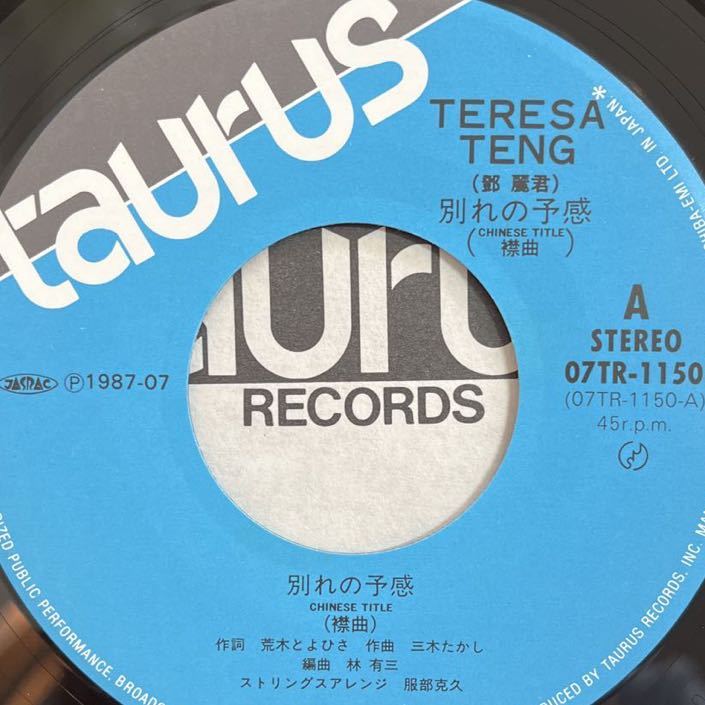 taurus
TERESA
TENG
(鄧 麗君)
別れの予感
(CHINESE TITLE
襟曲)
A
STEREO
07TR-1150
(07TR-1150-A)
45r.p.m.
JASRAC Ⓟ1987-07
RECORDS
別れの予感
CHINESE TITLE
(襟曲)
作詞 荒木とよひさ 作曲 三木たかし
編曲 林 有三
ストリングスアレンジ 服部克久
PUBLIC PERFORMANCE,
BY TAURUS RECORDS. INC.
LTD IN JAPAN.*